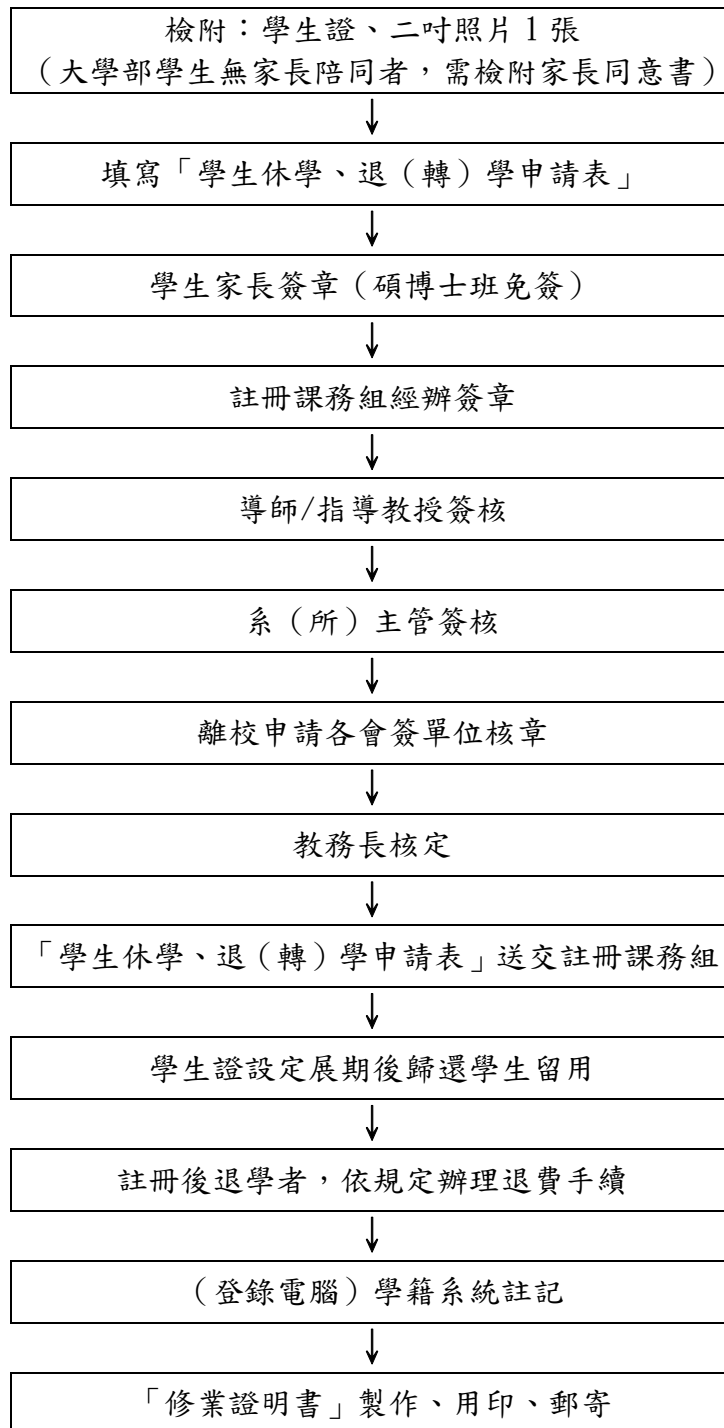 檢附：學生證、二吋照片 1 張
（大學部學生無家長陪同者，需檢附家長同意書）
填寫「學生休學、退（轉）學申請表」
學生家長簽章（碩博士班免簽）
註冊課務組經辦簽章
導師/指導教授簽核
系（所）主管簽核
離校申請各會簽單位核章
教務長核定
「學生休學、退（轉）學申請表」送交註冊課務組
學生證設定展期後歸還學生留用
註冊後退學者，依規定辦理退費手續
（登錄電腦）學籍系統註記
「修業證明書」製作、用印、郵寄